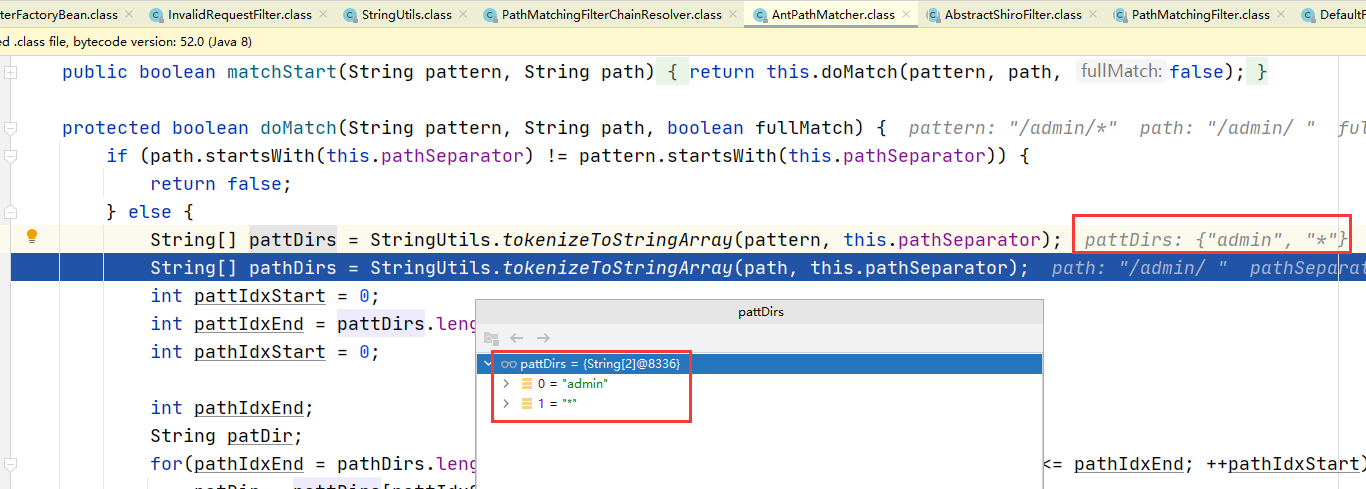 terFactoryBean.class InvalidRequestFilter.class StringUtils.class PathMatchingFilterChainResolver.class AntPathMatcher.class AbstractShiroFilter.class PathMatchingFilter.class DefaultF
ed .class file, bytecode version: 52.0 (Java 8)
public boolean matchStart(String pattern, String path) { return this.doMatch(pattern, path, fullMatch: false); }
protected boolean doMatch(String pattern, String path, boolean fullMatch) { pattern: "/admin/*" path: "/admin/ " ful
if (path.startsWith(this.pathSeparator) != pattern.startsWith(this.pathSeparator)) {
return false;
} else {
String[] pattDirs = StringUtils.tokenizeToStringArray(pattern, this.pathSeparator); pattDirs: {"admin", "*"}
String[] pathDirs = StringUtils.tokenizeToStringArray(path, this.pathSeparator); path: "/admin/ " pathSeparat
int pattIdxStart = 0;
int pattIdxEnd = pattDirs.leng
int pathIdxStart = 0;
pattDirs
pattDirs = {String[2]@8336}
0 = "admin"
1 = "*"
int pathIdxEnd;
String patDir;
for(pathIdxEnd = pathDirs.leng <= pathIdxEnd; ++pathIdxStart)